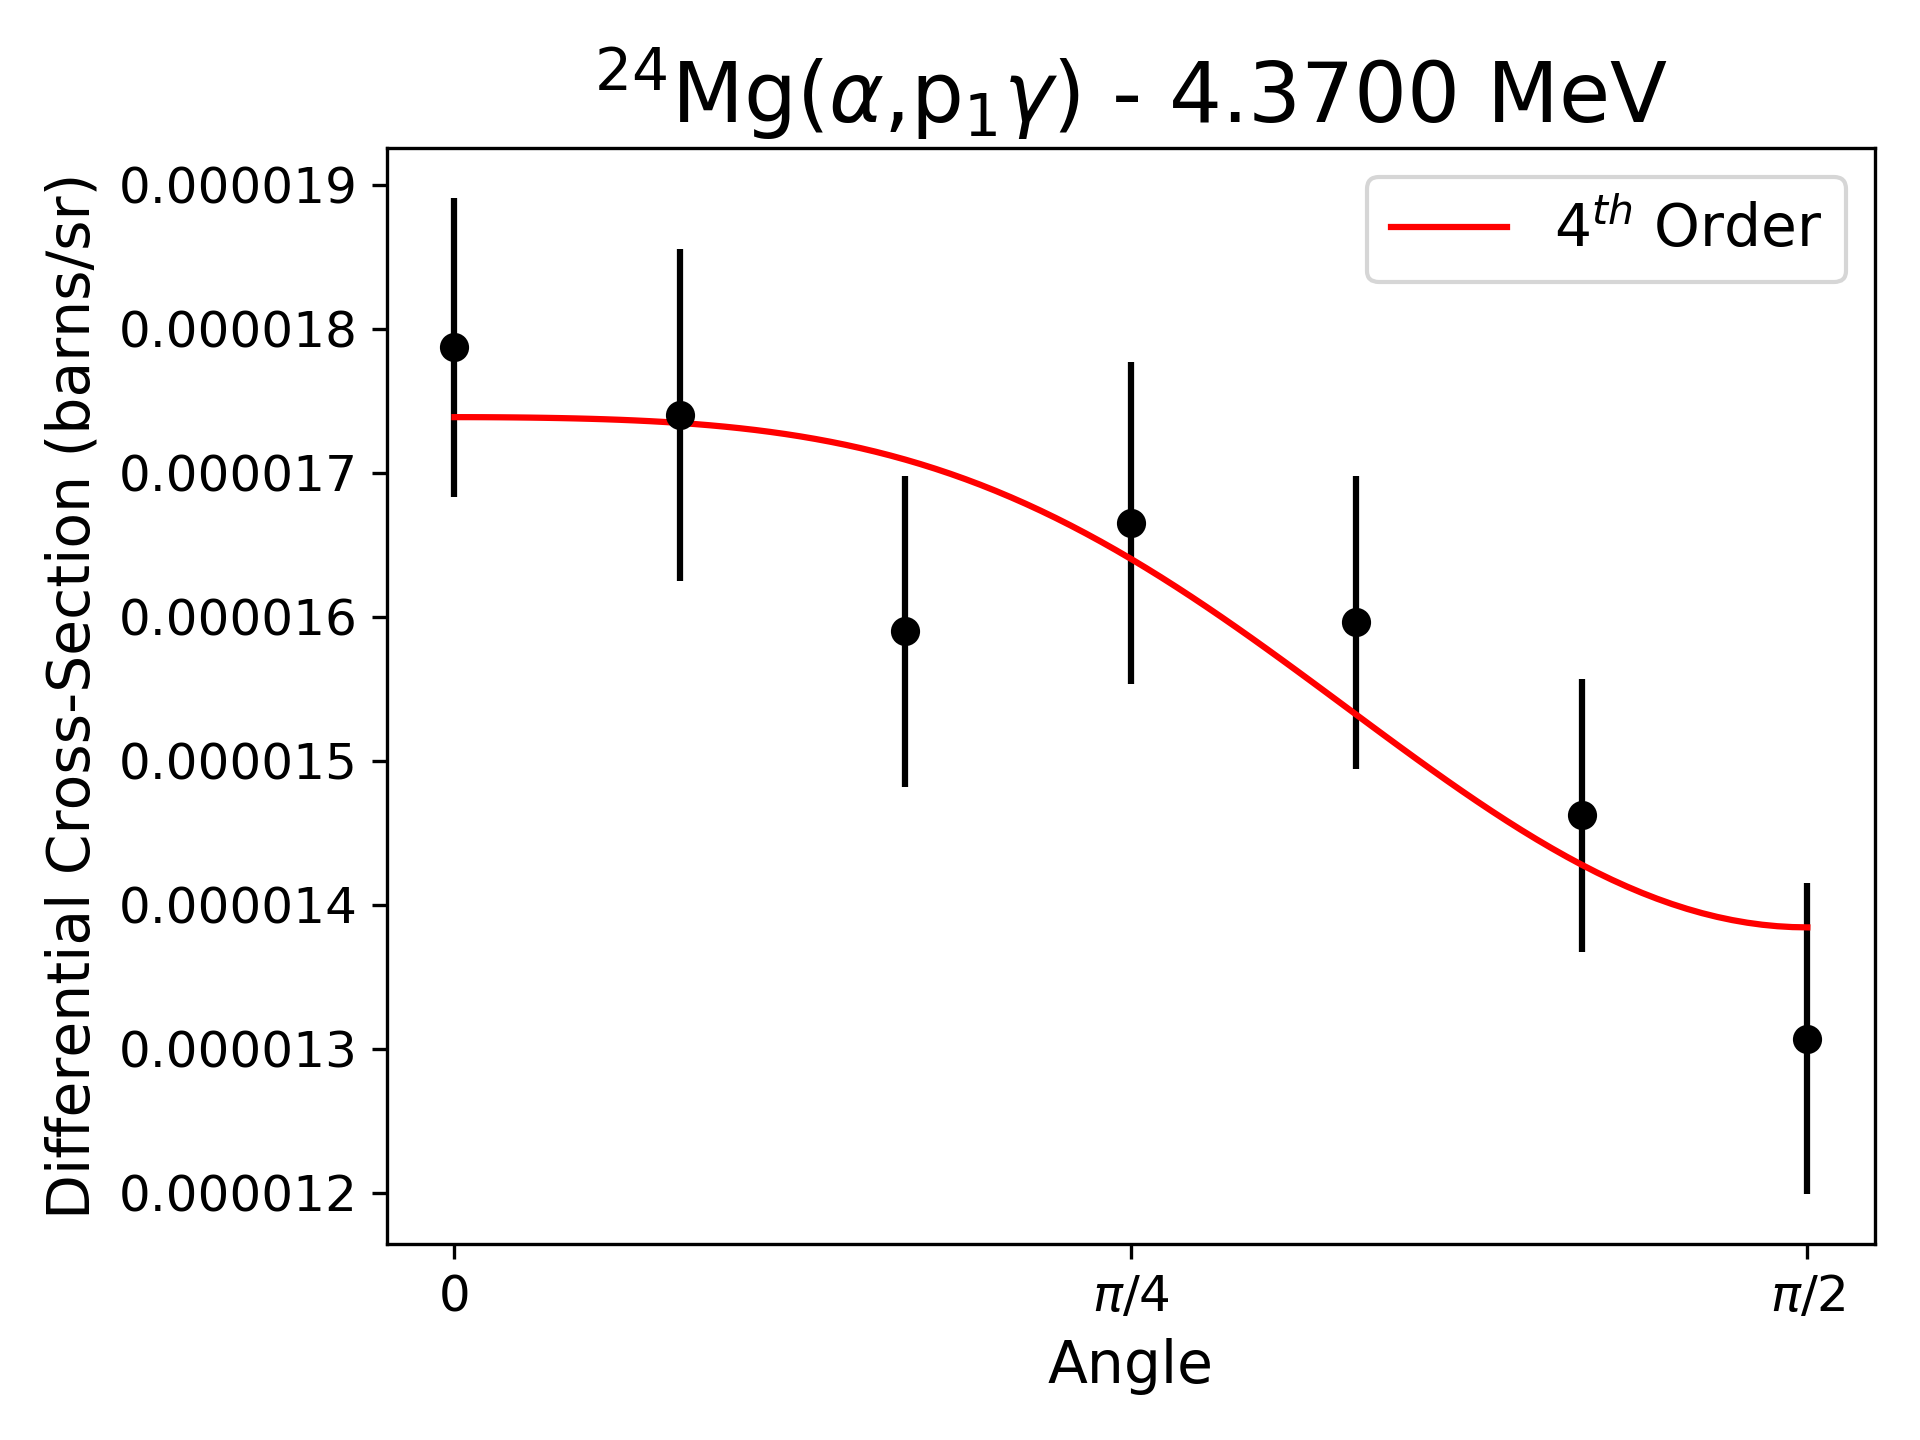 ²⁴Mg(α,p₁γ) - 4.3700 MeV
4ᵗʰ Order
Differential Cross-Section (barns/sr)
0.000019
0.000018
0.000017
0.000016
0.000015
0.000014
0.000013
0.000012
0 π/4 π/2
Angle